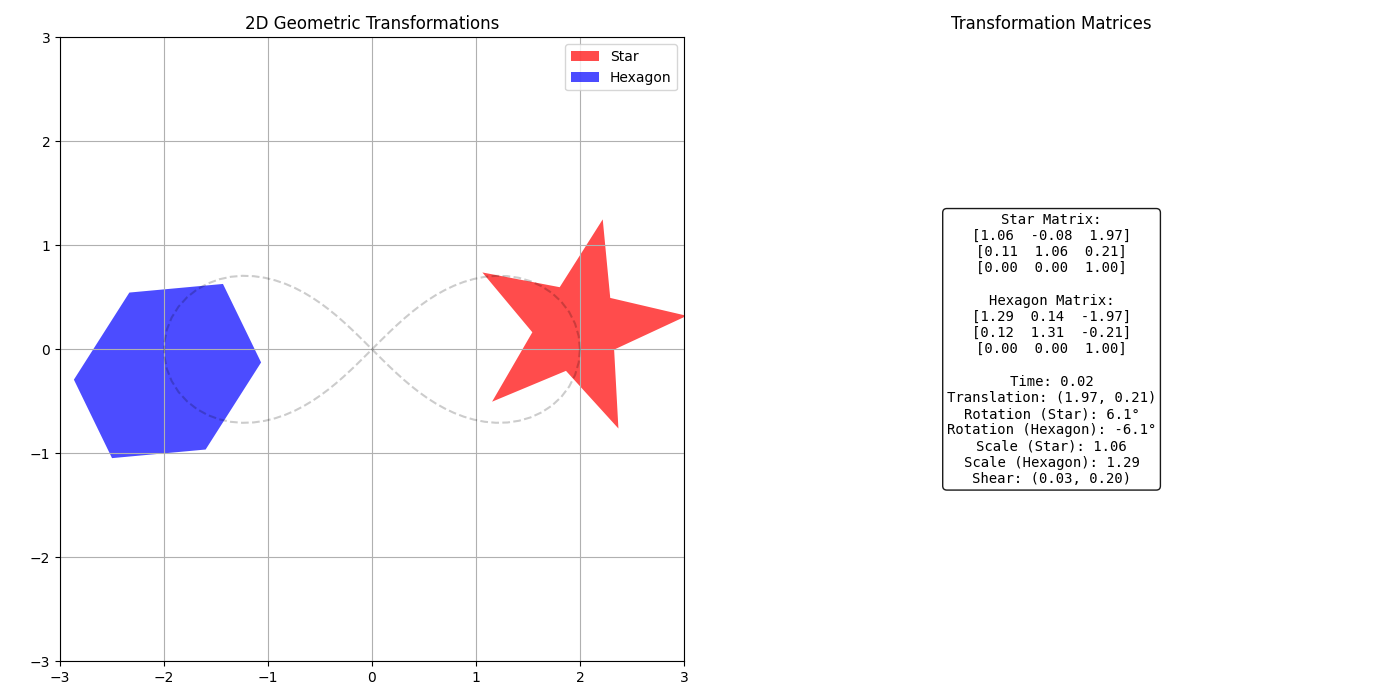 2D Geometric Transformations
3
2
1
0
−1
−2
−3
−3
−2
−1
0
1
2
3
Star
Hexagon
Transformation Matrices
Star Matrix:
[1.06  -0.08  1.97]
[0.11  1.06  0.21]
[0.00  0.00  1.00]
Hexagon Matrix:
[1.29  0.14  -1.97]
[0.12  1.31  -0.21]
[0.00  0.00  1.00]
Time: 0.02
Translation: (1.97, 0.21)
Rotation (Star): 6.1°
Rotation (Hexagon): -6.1°
Scale (Star): 1.06
Scale (Hexagon): 1.29
Shear: (0.03, 0.20)